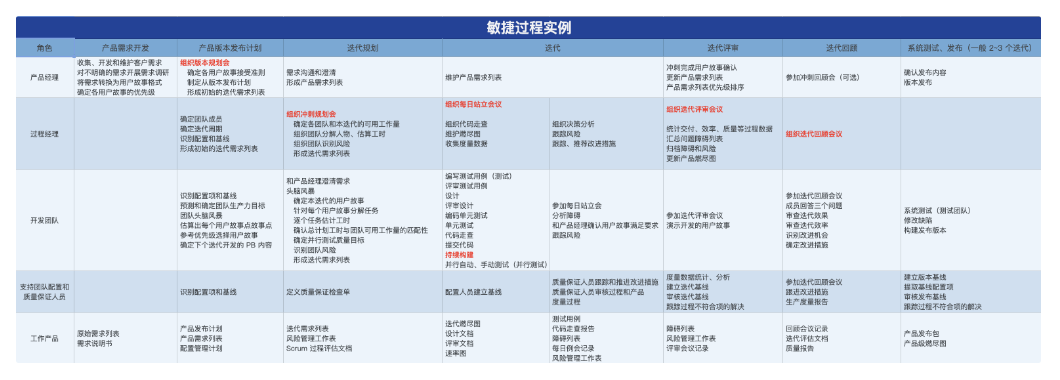 敏捷过程实例
角色
产品需求开发
产品版本发布计划
迭代规划
迭代
迭代评审
迭代回顾
系统测试、发布（一般 2~3 个迭代）
产品经理
收集、开发和维护客户需求
对不明确的需求开展需求调研
将需求转换为用户故事格式
确定各用户故事的优先级
组织版本规划会
确定各用户故事接受准则
制定从版本发布计划
形成初始的迭代需求列表
需求沟通和澄清
形成产品需求列表
维护产品需求列表
冲刺完成用户故事确认
更新产品需求列表
产品需求列表优先级排序
参加冲刺回顾会（可选）
确认发布内容
版本发布
过程经理
确定团队成员
确定迭代周期
识别配置和基线
形成初始的迭代需求列表
组织冲刺规划会
确定各团队和本迭代的可用工作量
组织团队分解人物、估算工时
组织团队识别风险
形成迭代需求列表
组织每日站立会议
组织代码走查
维护燃尽图
收集度量数据
组织决策分析
跟踪风险
跟踪、推荐改进措施
组织迭代评审会议
统计交付、效率、质量等过程数据
汇总问题障碍列表
归档障碍和风险
更新产品燃尽图
组织迭代回顾会议
开发团队
识别配置项和基线
预测和确定团队生产力目标
团队头脑风暴
估算出每个用户故事点故事点
参考优先级选择用户故事
确定下个迭代开发的 PB 内容
和产品经理澄清需求
头脑风暴
确定本迭代的用户故事
针对每个用户故事分解任务
逐个任务估计工时
确认总计划工时与团队可用工作量的匹配性
确定并行测试质量目标
识别团队风险
形成迭代需求列表
编写测试用例（测试）
评审测试用例
设计
评审设计
编码单元测试
单元测试
代码走查
提交代码
持续构建
并行自动、手动测试（并行测试）
参加每日站立会
分析障碍
和产品经理确认用户故事满足要求
跟踪风险
参加迭代评审会议
演示开发的用户故事
参加迭代回顾会议
成员回答三个问题
审查迭代效果
审查迭代效率
识别改进机会
确定改进措施
系统测试（测试团队）
修改缺陷
构建发布版本
支持团队配置和
质量保证人员
识别配置项和基线
定义质量保证检查单
配置人员建立基线
质量保证人员跟踪和推进改进措施
质量保证人员审核过程和产品
度量过程
度量数据统计、分析
建立迭代基线
审核迭代基线
跟踪过程不符合项的解决
参加迭代回顾会议
跟进改进措施
生产度量报告
建立版本基线
提取基线配置项
审核发布基线
跟踪过程不符合项的解决
工作产品
原始需求列表
需求说明书
产品发布计划
产品需求列表
配置管理计划
迭代需求列表
风险管理工作表
Scrum 过程评估文档
迭代燃尽图
设计文档
评审文档
速率图
测试用例
代码走查报告
障碍列表
每日例会记录
风险管理工作表
障碍列表
风险管理工作表
评审会议记录
回顾会议记录
迭代评估文档
质量报告
产品发布包
产品级燃尽图